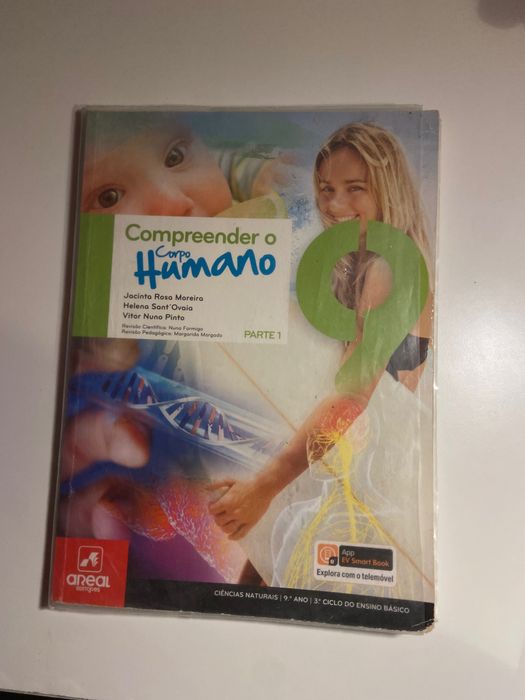 Compreender o
Corpo
Humano
Jacinta Rosa Moreira
Helena Sant'Ovaia
Vitor Nuno Pinto
Revisão Científica: Nuno Formigo
Revisão Pedagógica: Margarida Morgado
PARTE 1
9
App
EV Smart Book
Explora com o telemóvel
areal
editores
CIÊNCIAS NATURAIS | 9.º ANO | 3.º CICLO DO ENSINO BÁSICO